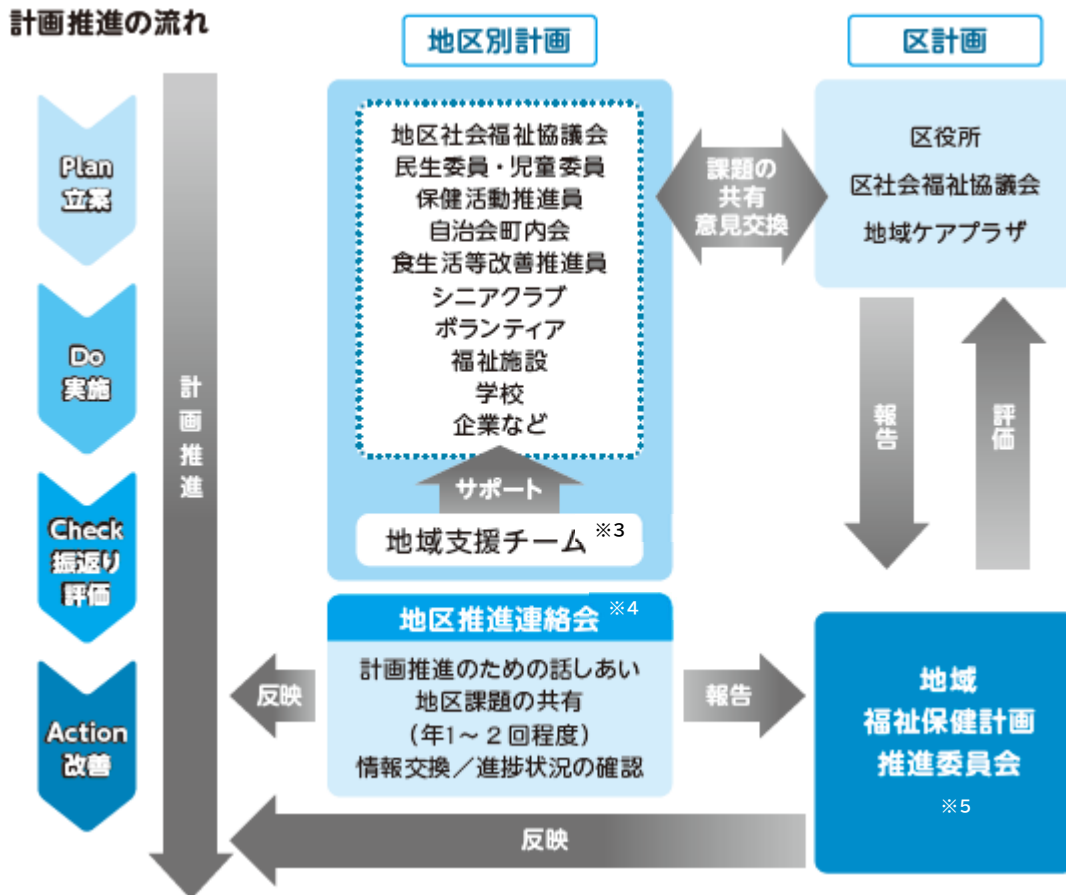 計画推進の流れ
地区別計画
区計画
Plan
立案
Do
実施
Check
振返り
評価
Action
改善
計画推進
地区社会福祉協議会
民生委員・児童委員
保健活動推進員
自治会町内会
食生活等改善推進員
シニアクラブ
ボランティア
福祉施設
学校
企業など
サポート
地域支援チーム ※3
課題の
共有
意見交換
区役所
区社会福祉協議会
地域ケアプラザ
報告
評価
地区推進連絡会 ※4
計画推進のための話しあい
地区課題の共有
（年1～2回程度）
情報交換／進捗状況の確認
反映
報告
地域
福祉保健計画
推進委員会
※5
反映